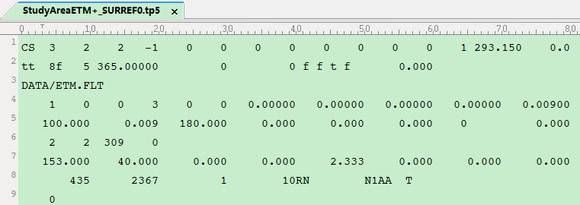 StudyAreaETM+_SURREF0.tp5 ×
0 10 20 30 40 50 60 70 80
1 CS 3 2 2 -1 0 0 0 0 0 0 0 1 293.150 0.0
2 tt 8f 5 365.00000 0 0 f f t f 0.000
3 DATA/ETM.FLT
4 1 0 0 3 0 0 0.00000 0.00000 0.00000 0.00000 0.00900
5 100.000 0.009 180.000 0.000 0.000 0.000 0 0.000
6 2 2 309 0
7 153.000 40.000 0.000 0.000 2.333 0.000 0.000 0.000
8 435 2367 1 10RN N1AA T
9 0